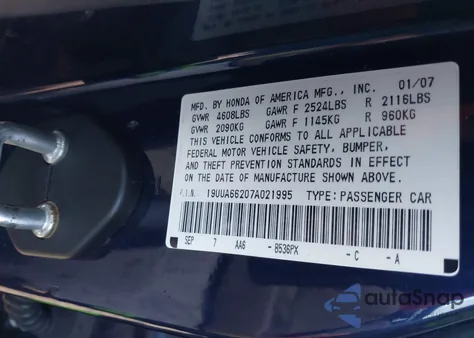 MFD. BY HONDA OF AMERICA MFG., INC. 01/07
GVWR 4608LBS GAWR F 2524LBS R 2116LBS
GVWR 2090KG GAWR F 1145KG R 960KG
THIS VEHICLE CONFORMS TO ALL APPLICABLE
FEDERAL MOTOR VEHICLE SAFETY, BUMPER,
AND THEFT PREVENTION STANDARDS IN EFFECT
ON THE DATE OF MANUFACTURE SHOWN ABOVE.
V.I.N. 19UUA66207A021995 TYPE: PASSENGER CAR
SEP 7 AA6 -B536PX -C -A
autoSnap